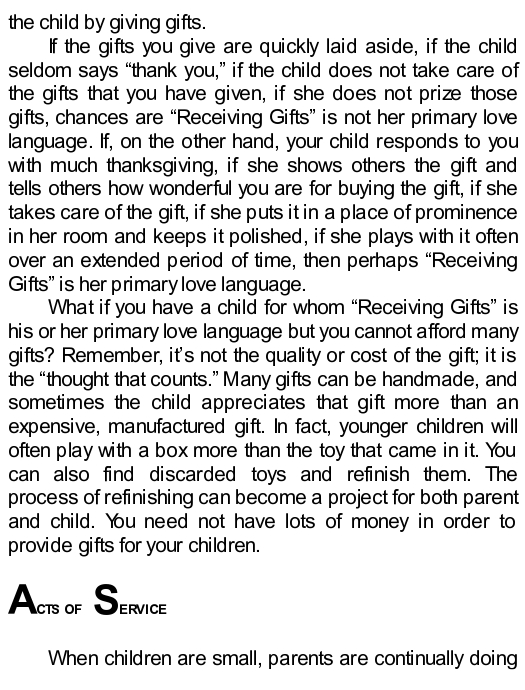 the child by giving gifts.
If the gifts you give are quickly laid aside, if the child
seldom says “thank you,” if the child does not take care of
the gifts that you have given, if she does not prize those
gifts, chances are “Receiving Gifts” is not her primary love
language. If, on the other hand, your child responds to you
with much thanksgiving, if she shows others the gift and
tells others how wonderful you are for buying the gift, if she
takes care of the gift, if she puts it in a place of prominence
in her room and keeps it polished, if she plays with it often
over an extended period of time, then perhaps “Receiving
Gifts” is her primary love language.
What if you have a child for whom “Receiving Gifts” is
his or her primary love language but you cannot afford many
gifts? Remember, it’s not the quality or cost of the gift; it is
the “thought that counts.” Many gifts can be handmade, and
sometimes the child appreciates that gift more than an
expensive, manufactured gift. In fact, younger children will
often play with a box more than the toy that came in it. You
can also find discarded toys and refinish them. The
process of refinishing can become a project for both parent
and child. You need not have lots of money in order to
provide gifts for your children.
ACTS OF SERVICE
When children are small, parents are continually doing